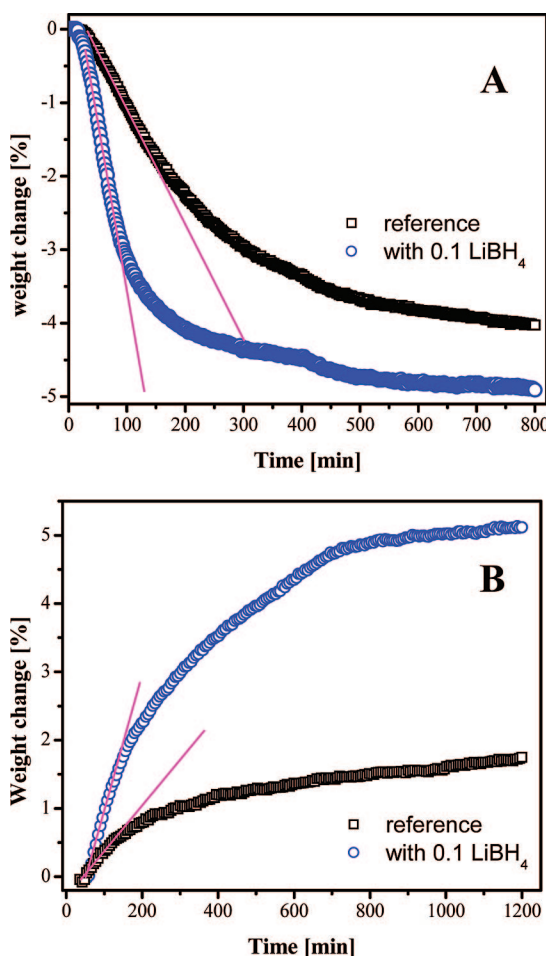 0
A
-1
-2
weight change [%]
reference
with 0.1 LiBH4
-3
-4
-5
0 100 200 300 400 500 600 700 800
Time [min]
5
B
4
3
Weight change [%]
2
1
reference
with 0.1 LiBH4
0
0 200 400 600 800 1000 1200
Time [min]